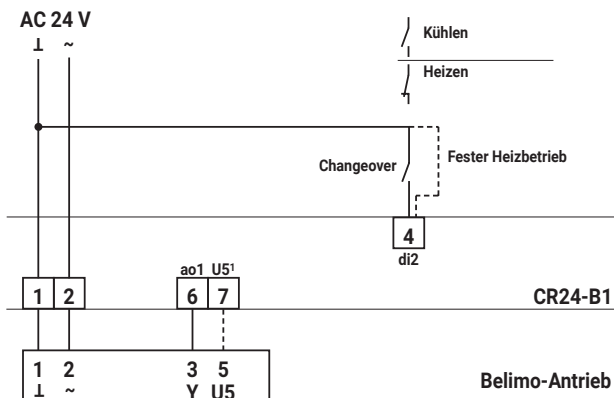 AC 24 V
⊥ ~
Kühlen
Heizen
Changeover
Fester Heizbetrieb
4
di2
ao1 U5¹
1 2 6 7
CR24-B1
1 2 3 5
⊥ ~ Y U5
Belimo-Antrieb